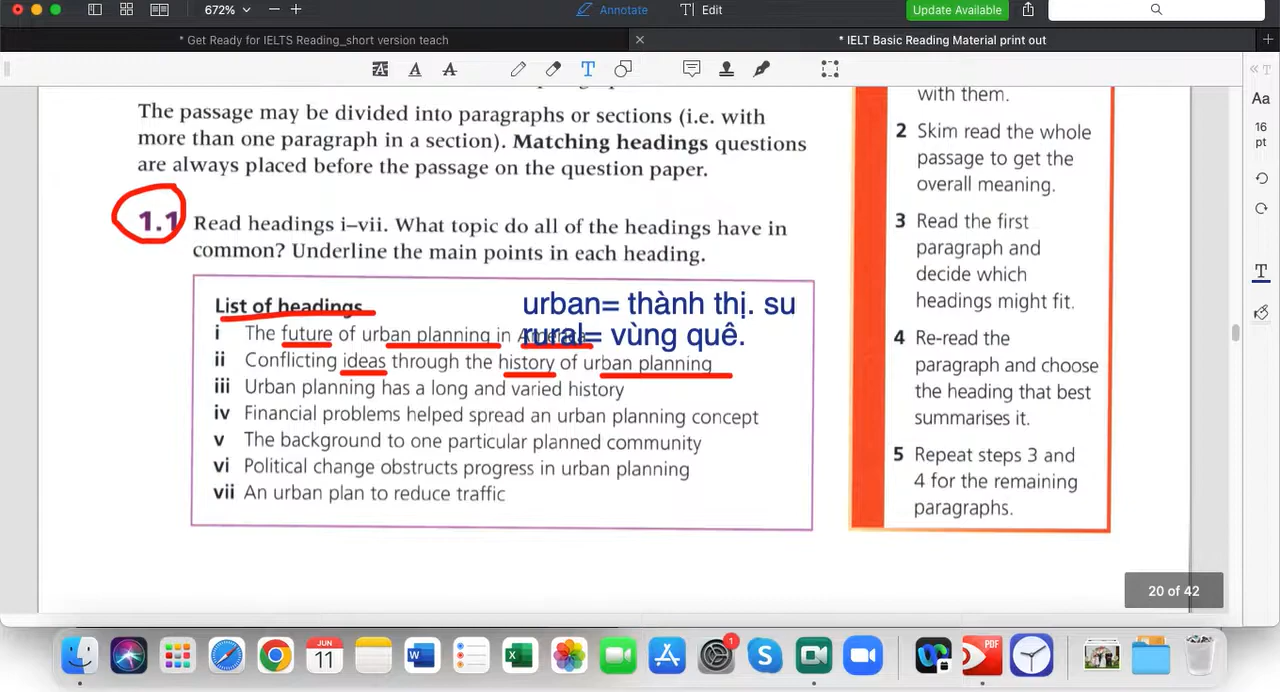 672%
Annotate
Edit
Update Available
* Get Ready for IELTS Reading_short version teach
* IELT Basic Reading Material print out
The passage may be divided into paragraphs or sections (i.e. with
more than one paragraph in a section). Matching headings questions
are always placed before the passage on the question paper.
1.1 Read headings i–vii. What topic do all of the headings have in
common? Underline the main points in each heading.
List of headings
urban= thành thị. su
rural= vùng quê.
i The future of urban planning in
ii Conflicting ideas through the history of urban planning
iii Urban planning has a long and varied history
iv Financial problems helped spread an urban planning concept
v The background to one particular planned community
vi Political change obstructs progress in urban planning
vii An urban plan to reduce traffic
with them.
2 Skim read the whole
passage to get the
overall meaning.
3 Read the first
paragraph and
decide which
headings might fit.
4 Re-read the
paragraph and choose
the heading that best
summarises it.
5 Repeat steps 3 and
4 for the remaining
paragraphs.
Aa
16
pt
20 of 42
JUN
11
1
PDF